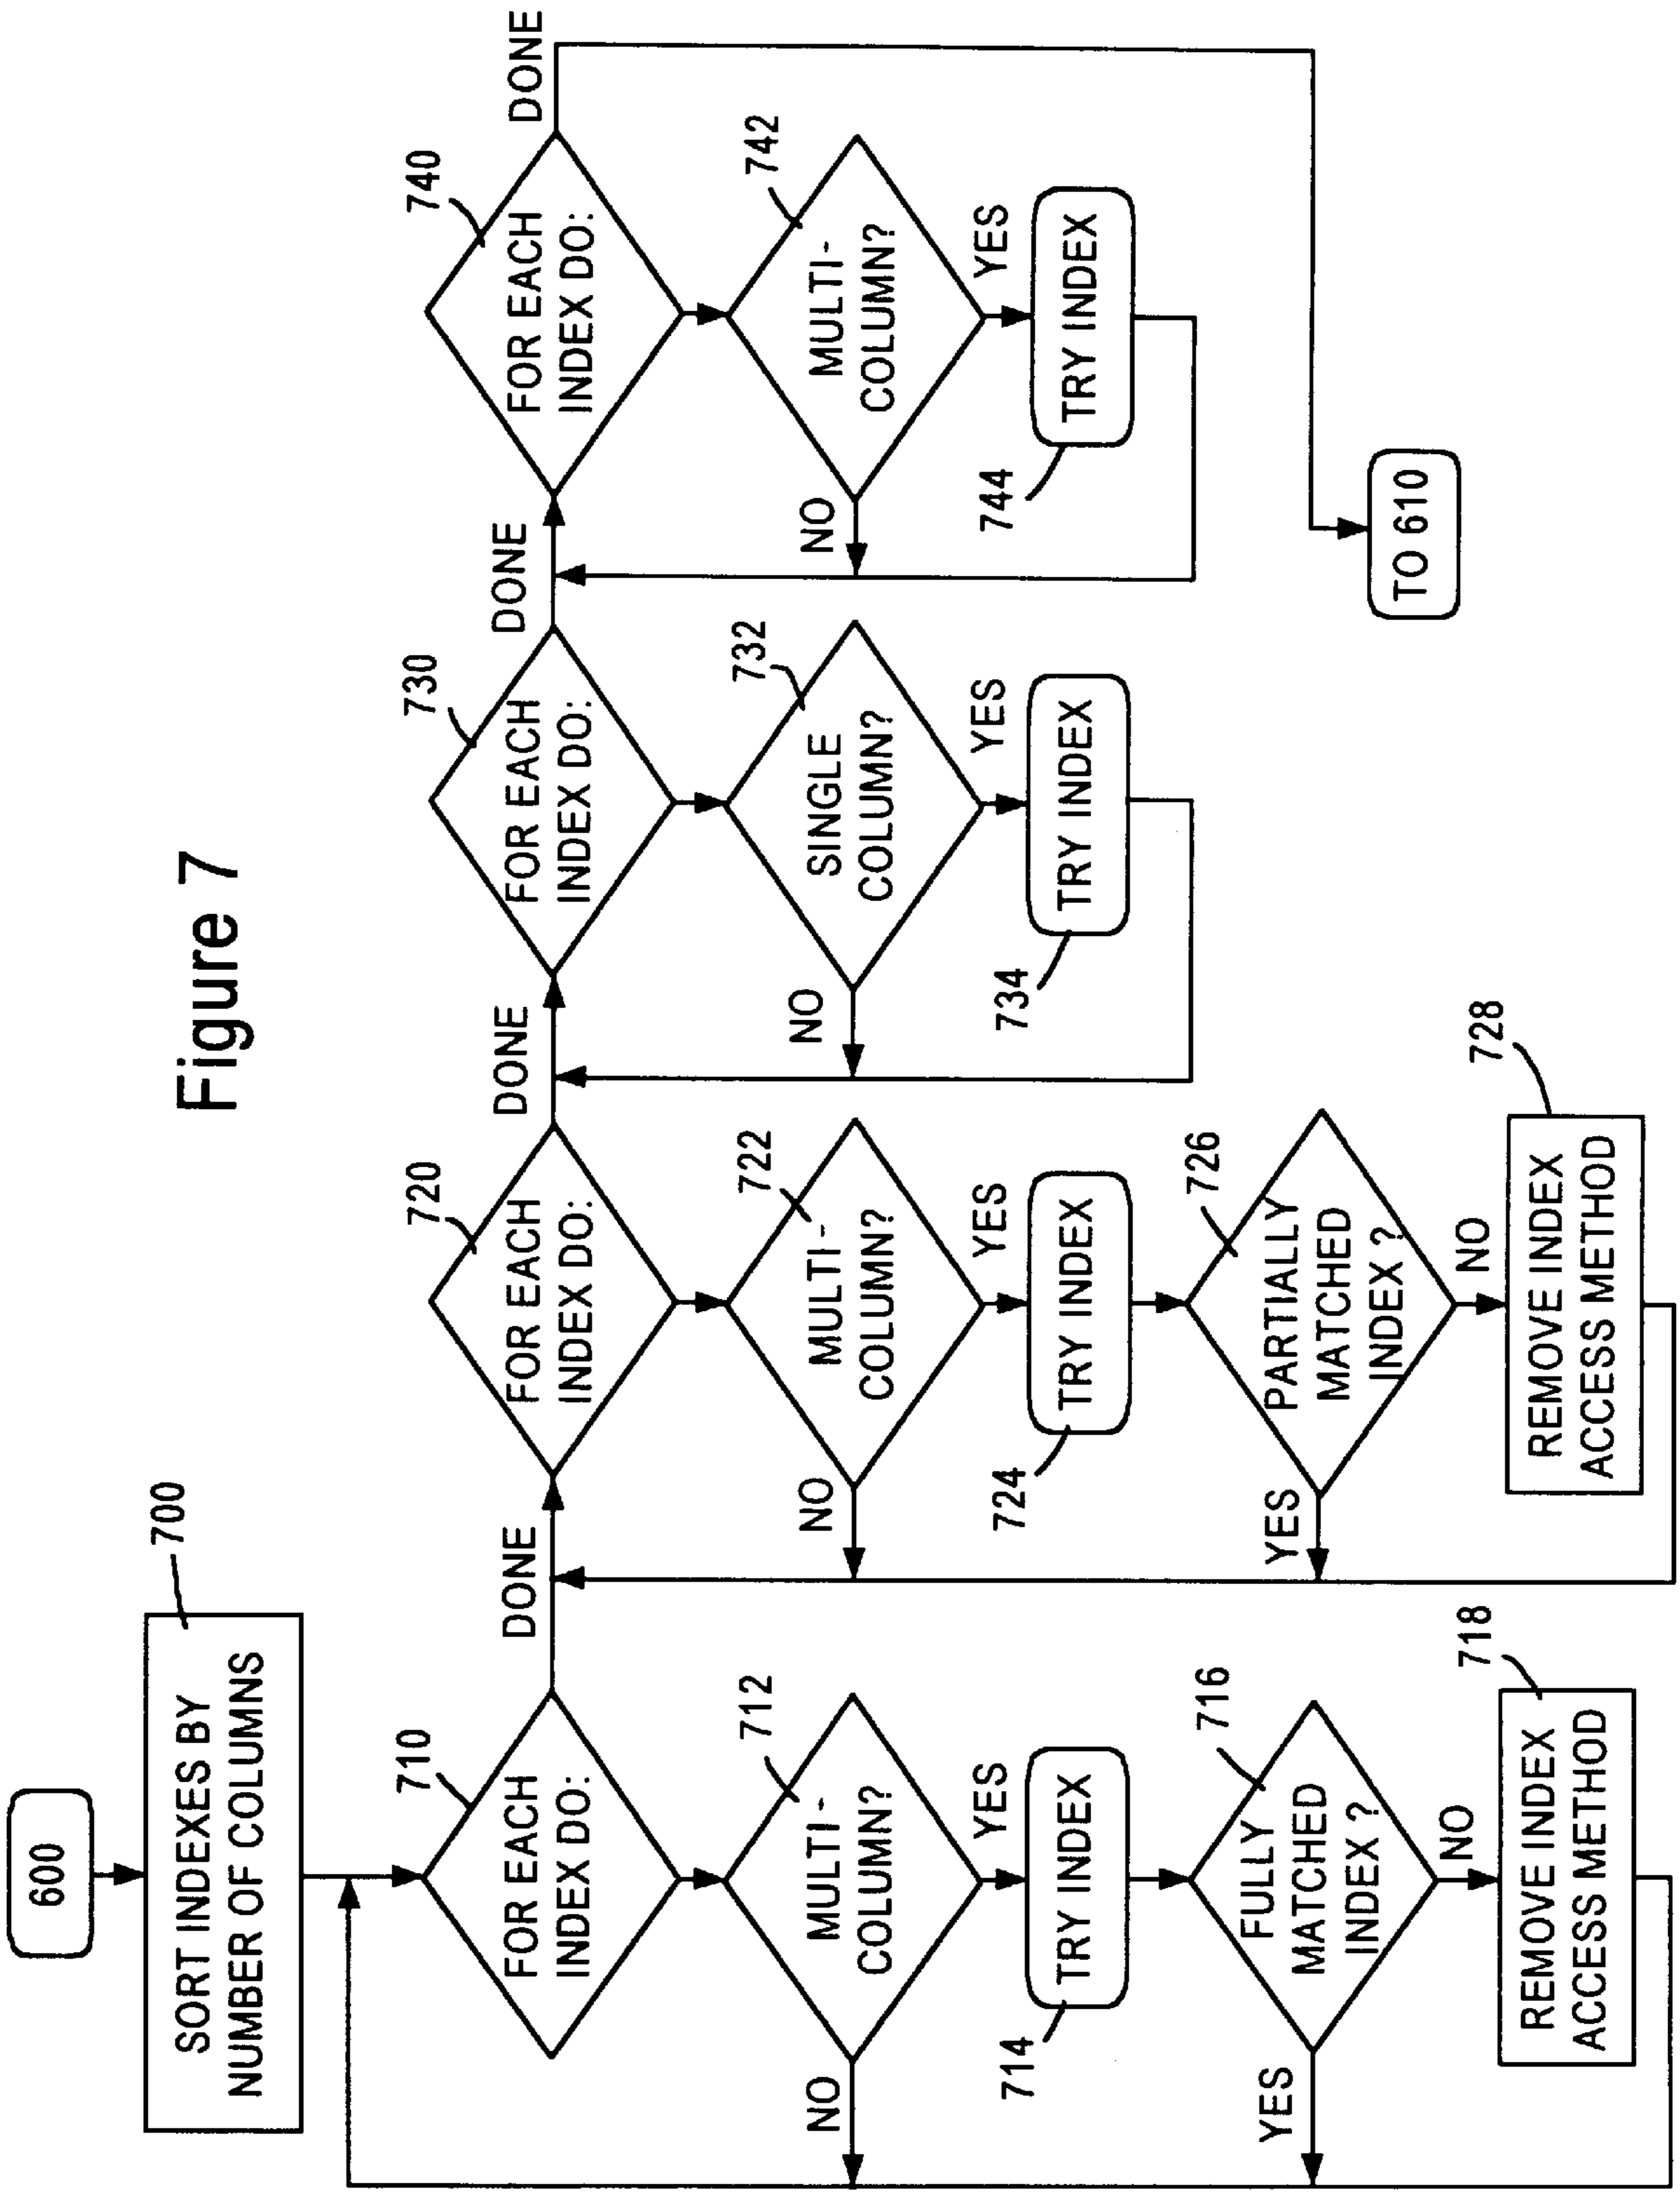 Figure 7
600
SORT INDEXES BY
NUMBER OF COLUMNS
700
FOR EACH
INDEX DO:
710
DONE
MULTI-
COLUMN?
712
NO
YES
TRY INDEX
714
FULLY
MATCHED
INDEX?
716
YES
NO
REMOVE INDEX
ACCESS METHOD
718
FOR EACH
INDEX DO:
720
DONE
MULTI-
COLUMN?
722
NO
YES
TRY INDEX
724
PARTIALLY
MATCHED
INDEX?
726
YES
NO
REMOVE INDEX
ACCESS METHOD
728
FOR EACH
INDEX DO:
730
DONE
SINGLE
COLUMN?
732
NO
YES
TRY INDEX
734
FOR EACH
INDEX DO:
740
DONE
MULTI-
COLUMN?
742
NO
YES
TRY INDEX
744
TO 610